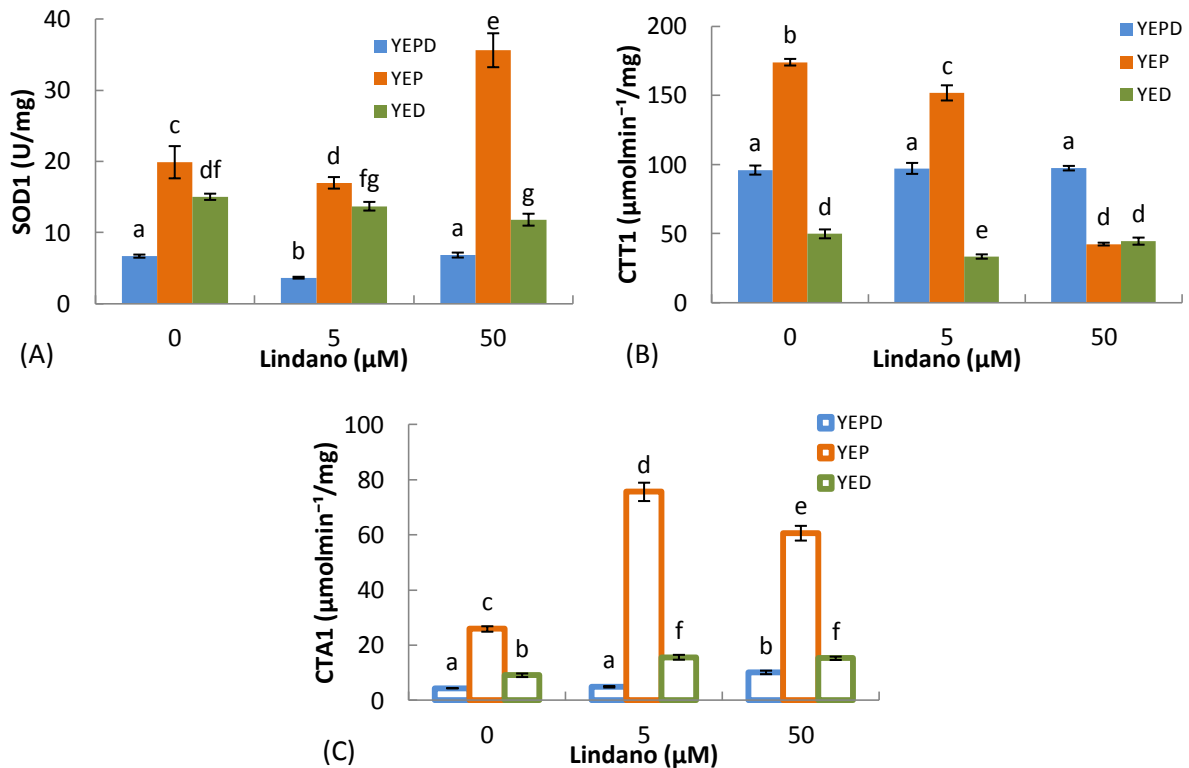 SOD1 (U/mg)
40
30
20
10
0
a
c
df
b
d
fg
a
e
g
YEPD
YEP
YED
0 5 50
Lindano (µM)
(A)
CTT1 (µmolmin⁻¹/mg)
200
150
100
50
0
a
b
d
a
c
e
a
d
d
YEPD
YEP
YED
0 5 50
Lindano (µM)
(B)
CTA1 (µmolmin⁻¹/mg)
100
80
60
40
20
0
a
c
b
a
d
f
b
e
f
YEPD
YEP
YED
0 5 50
Lindano (µM)
(C)